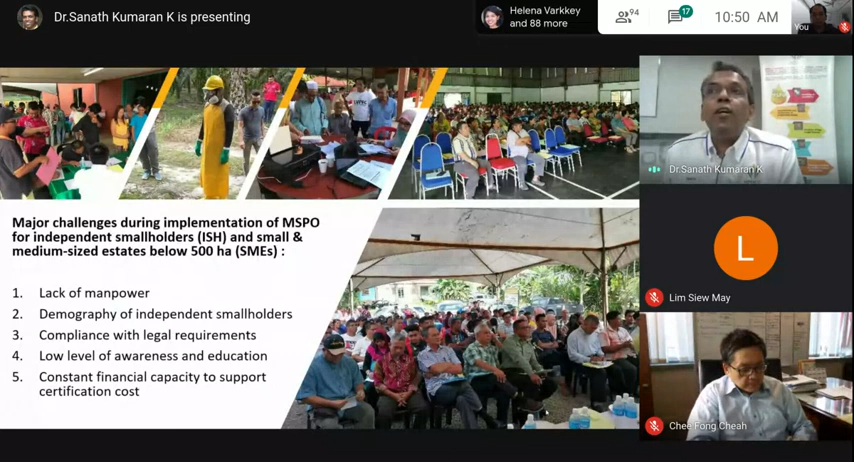 Dr.Sanath Kumaran K is presenting
Helena Varkkey
and 88 more
94
17
10:50 AM
You
Major challenges during implementation of MSPO
for independent smallholders (ISH) and small &
medium-sized estates below 500 ha (SMEs) :
1. Lack of manpower
2. Demography of independent smallholders
3. Compliance with legal requirements
4. Low level of awareness and education
5. Constant financial capacity to support
certification cost
Dr.Sanath Kumaran K
L
Lim Siew May
Chee Fong Cheah